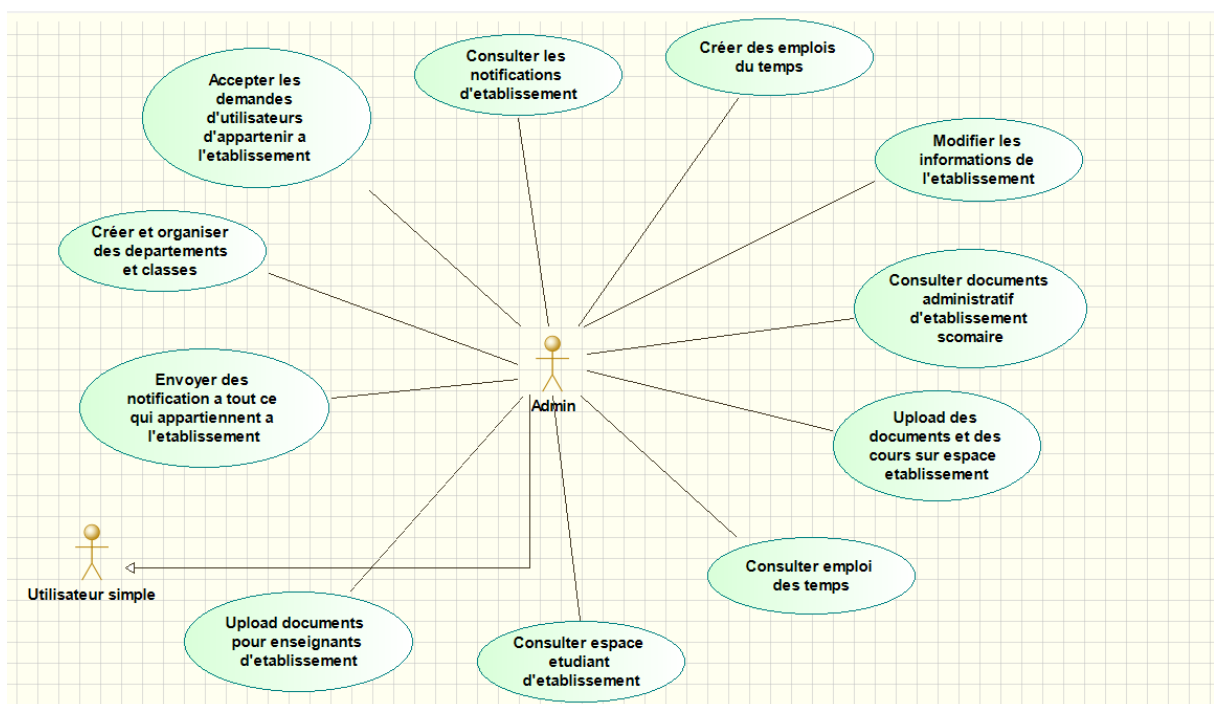 Accepter les
demandes
d'utilisateurs
d'appartenir a
l'etablissement
Consulter les
notifications
d'etablissement
Créer des emplois
du temps
Modifier les
informations de
l'etablissement
Créer et organiser
des departements
et classes
Consulter documents
administratif
d'etablissement
scomaire
Envoyer des
notification a tout ce
qui appartiennent a
l'etablissement
Admin
Upload des
documents et des
cours sur espace
etablissement
Utilisateur simple
Consulter emploi
des temps
Upload documents
pour enseignants
d'etablissement
Consulter espace
etudiant
d'etablissement